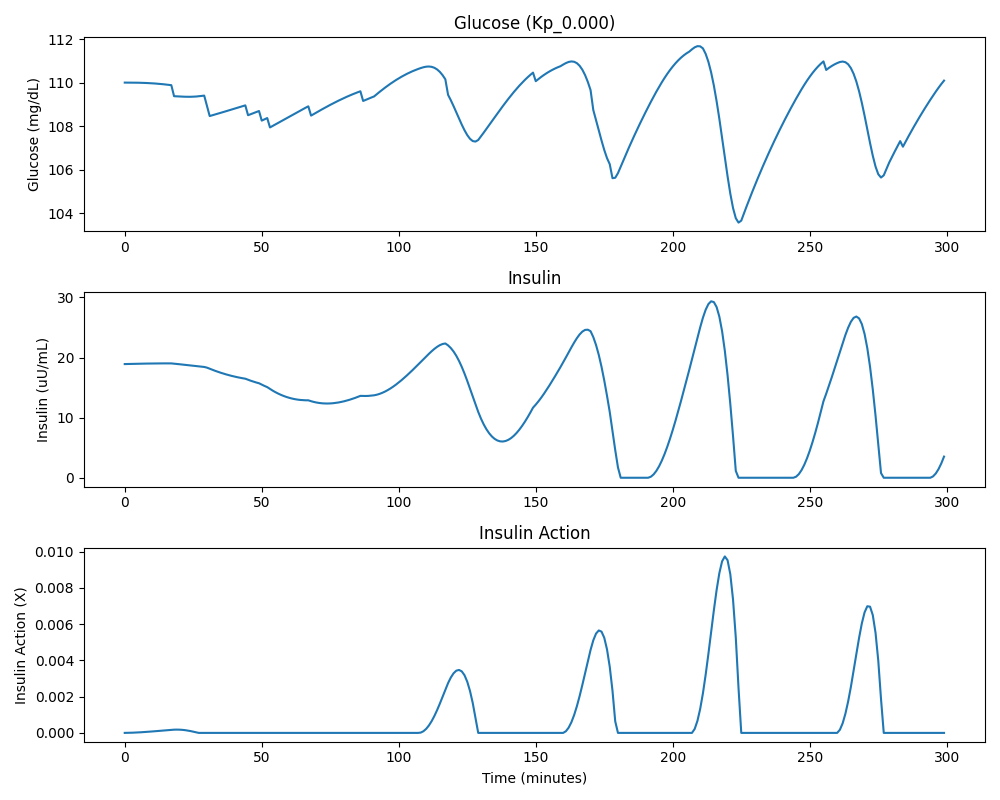 Glucose (Kp_0.000)
Glucose (mg/dL)
112
110
108
106
104
0 50 100 150 200 250 300
Insulin
Insulin (uU/mL)
30
20
10
0
0 50 100 150 200 250 300
Insulin Action
Insulin Action (X)
0.010
0.008
0.006
0.004
0.002
0.000
0 50 100 150 200 250 300
Time (minutes)